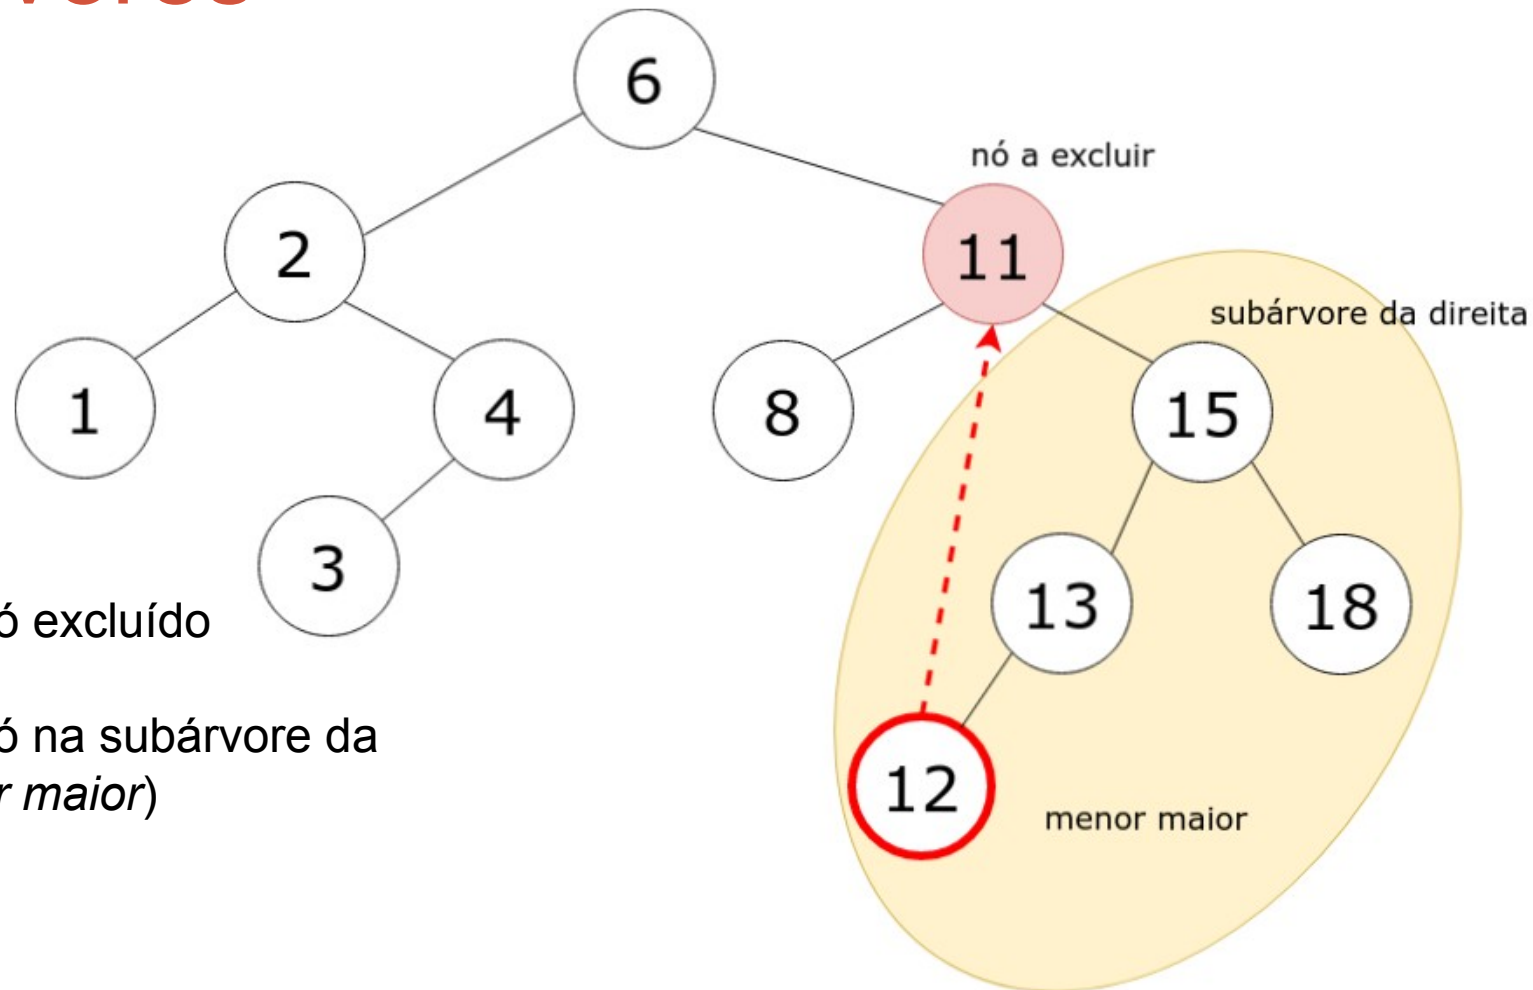 6
nó a excluir
2
11
subárvore da direita
1
4
8
15
3
13
18
ó excluído
ó na subárvore da
r maior)
12
menor maior